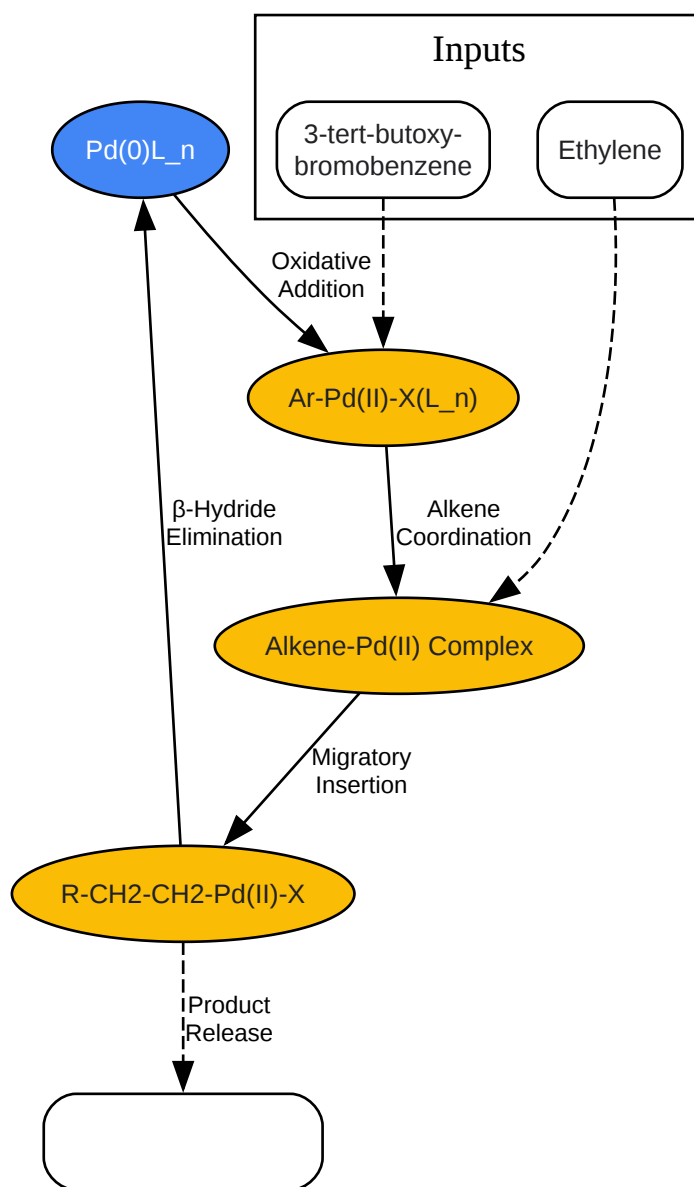 Inputs
Pd(0)L_n
3-tert-butoxy-
bromobenzene
Ethylene
Oxidative
Addition
Ar-Pd(II)-X(L_n)
β-Hydride
Elimination
Alkene
Coordination
Alkene-Pd(II) Complex
Migratory
Insertion
R-CH2-CH2-Pd(II)-X
Product
Release